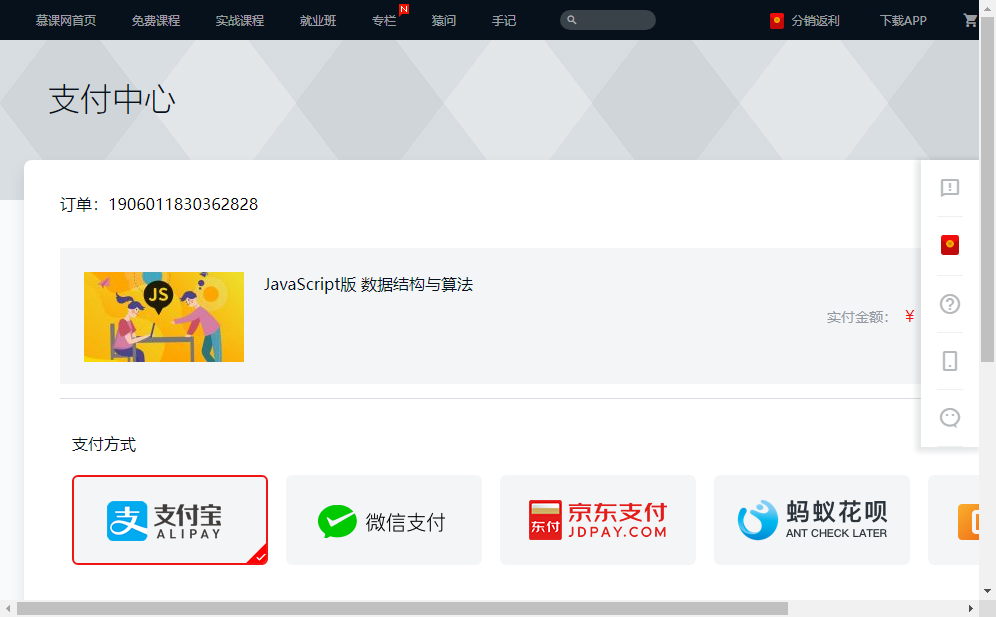 慕课网首页 免费课程 实战课程 就业班 专栏 N 猿问 手记 分销返利 下载APP
支付中心
订单：1906011830362828
JS
JavaScript版 数据结构与算法
实付金额： ¥
支付方式
支 支付宝 ALIPAY
微信支付
京东支付 京东支付 JDPAY.COM
蚂蚁花呗 ANT CHECK LATER